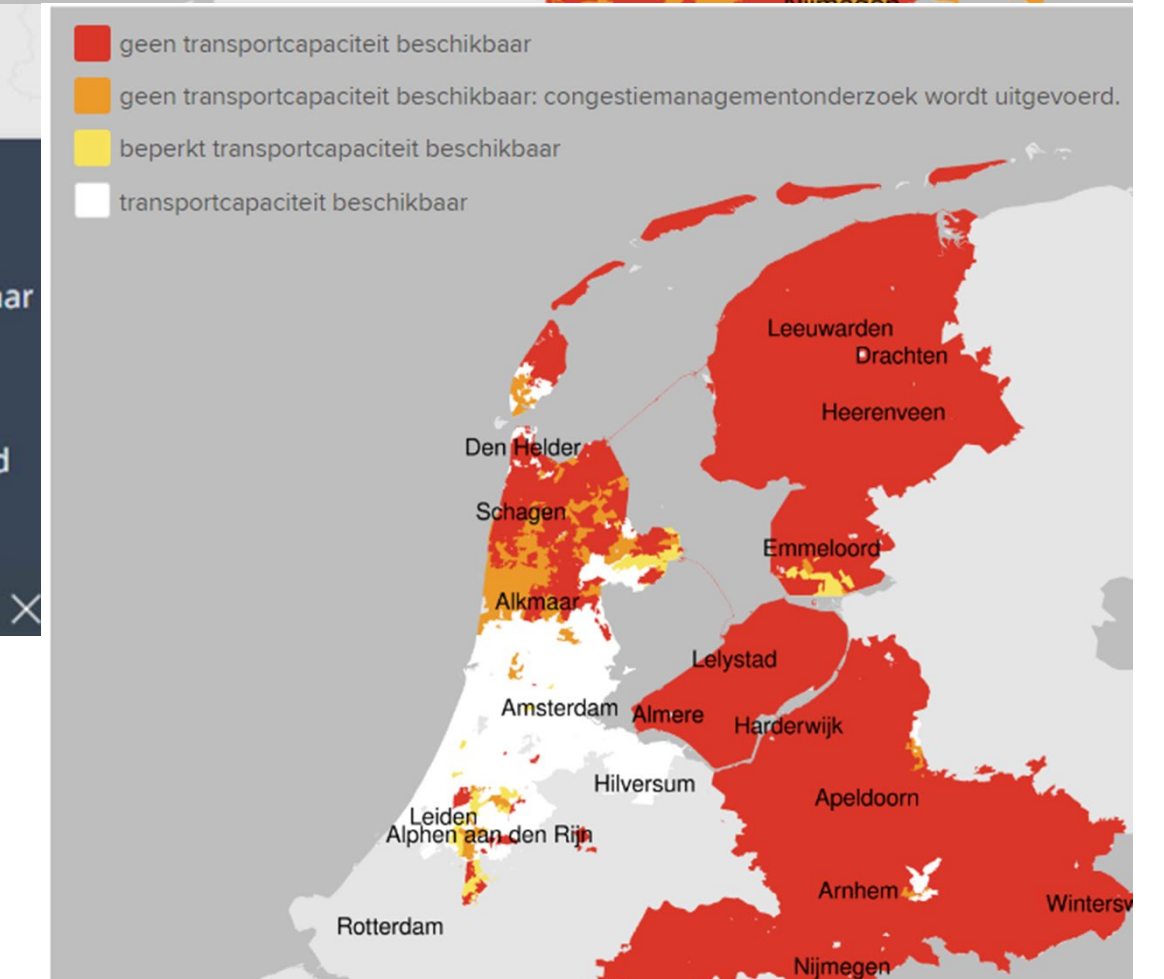 geen transportcapaciteit beschikbaar
geen transportcapaciteit beschikbaar: congestiemanagementonderzoek wordt uitgevoerd.
beperkt transportcapaciteit beschikbaar
transportcapaciteit beschikbaar
Leeuwarden
Drachten
Heerenveen
Den Helder
Schagen
Emmeloord
Alkmaar
Lelystad
Amsterdam
Almere
Harderwijk
Hilversum
Apeldoorn
Leiden
Alphen aan den Rijn
Arnhem
Wintersw
Rotterdam
Nijmegen